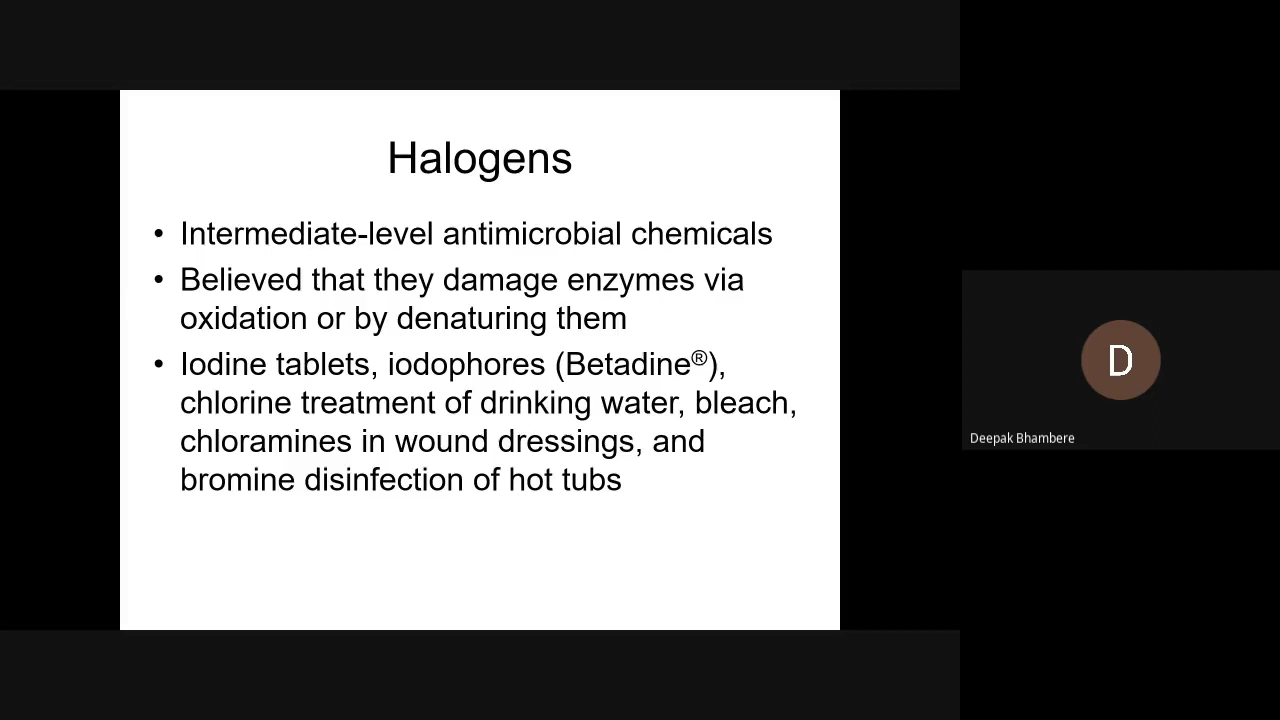 Halogens
• Intermediate-level antimicrobial chemicals
• Believed that they damage enzymes via
oxidation or by denaturing them
• Iodine tablets, iodophores (Betadine®),
chlorine treatment of drinking water, bleach,
chloramines in wound dressings, and
bromine disinfection of hot tubs
D
Deepak Bhambere